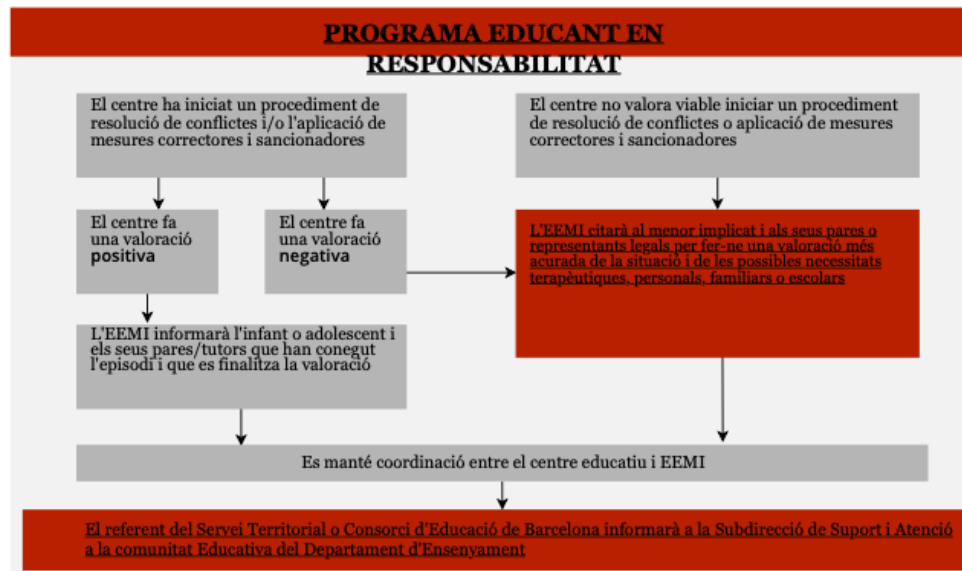 PROGRAMA EDUCANT EN
RESPONSABILITAT
El centre ha iniciat un procediment de
resolució de conflictes i/o l'aplicació de
mesures correctores i sancionadores
El centre no valora viable iniciar un procediment
de resolució de conflictes o aplicació de mesures
correctores i sancionadores
El centre fa
una valoració
positiva
El centre fa
una valoració
negativa
L'EEMI citarà al menor implicat i als seus pares o
representants legals per fer-ne una valoració més
acurada de la situació i de les possibles necessitats
terapèutiques, personals, familiars o escolars
L'EEMI informarà l'infant o adolescent i
els seus pares/tutors que han conegut
l'episodi i que es finalitza la valoració
Es manté coordinació entre el centre educatiu i EEMI
El referent del Servei Territorial o Consorci d'Educació de Barcelona informarà a la Subdirecció de Suport i Atenció
a la comunitat Educativa del Departament d'Ensenyament